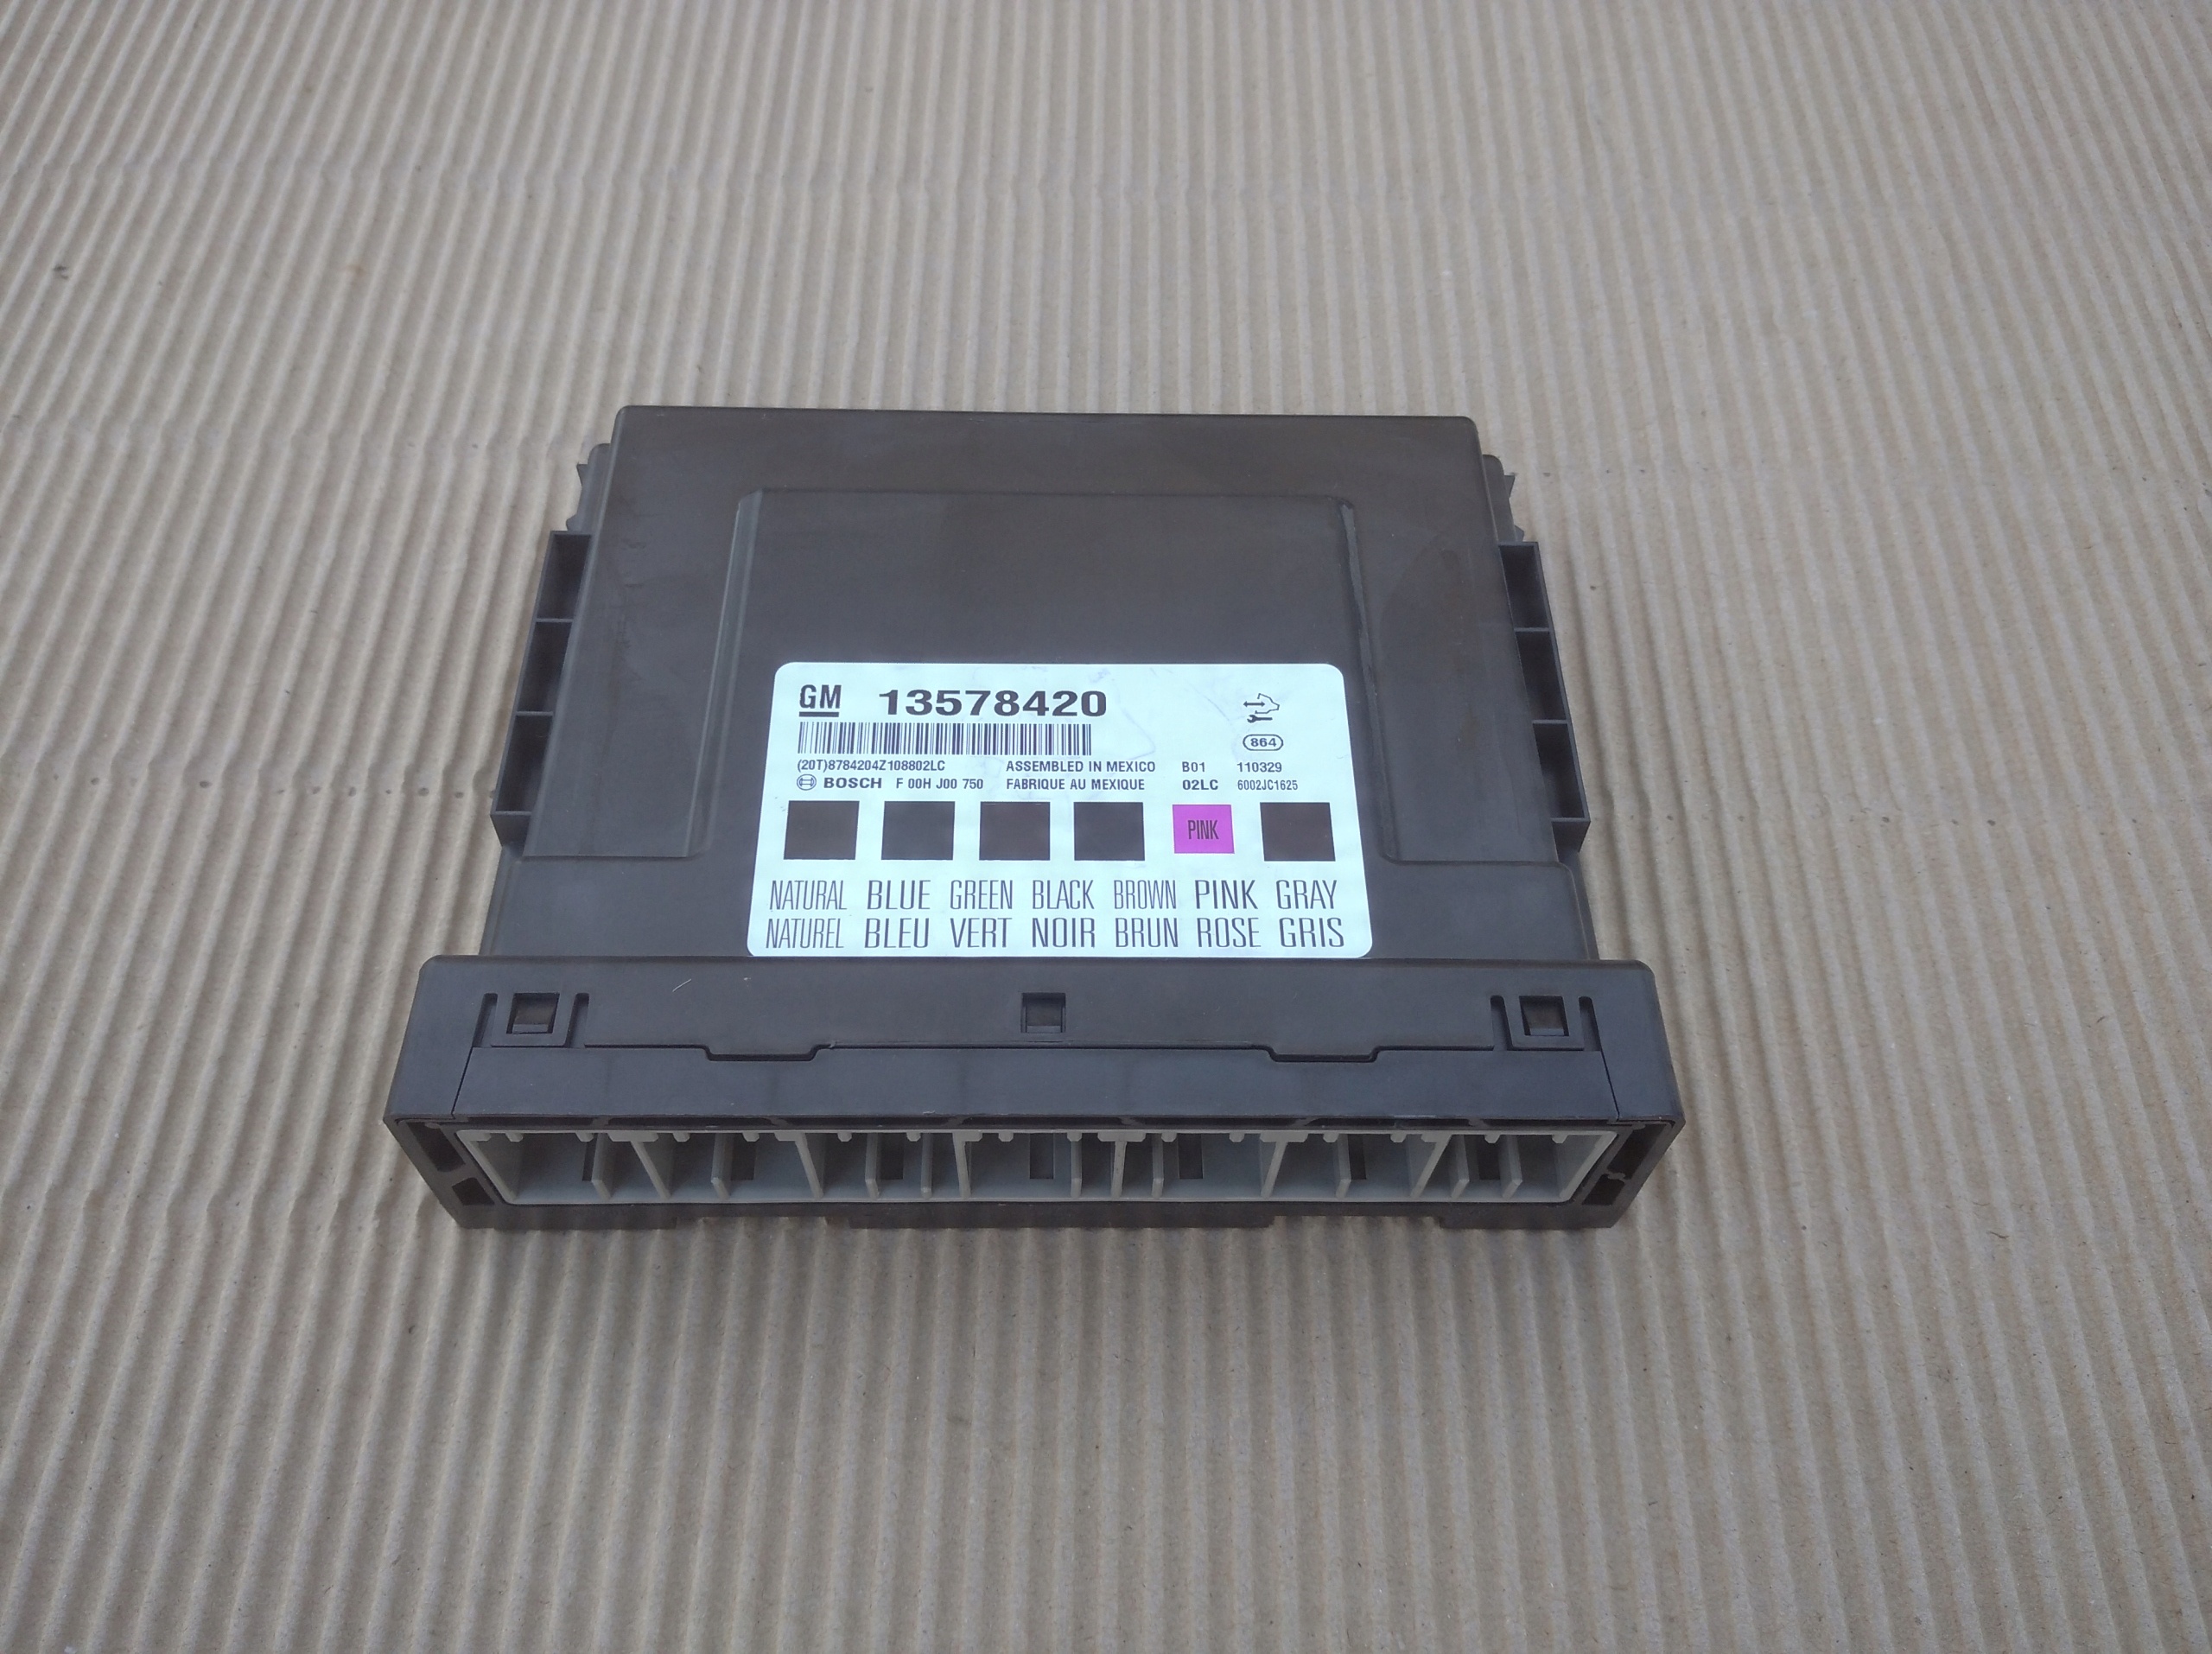 GM 13578420
864
(20T)8784204Z108802LC ASSEMBLED IN MEXICO B01 110329
BOSCH F 00H J00 750 FABRIQUE AU MEXIQUE 02LC 6002JC1625
PINK
NATURAL BLUE GREEN BLACK BROWN PINK GRAY
NATUREL BLEU VERT NOIR BRUN ROSE GRIS